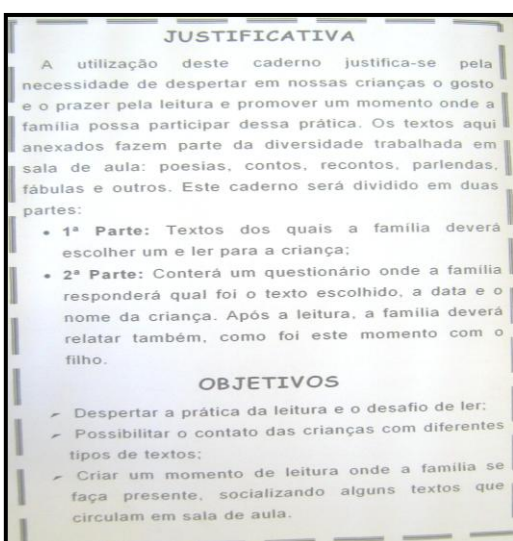 JUSTIFICATIVA
A utilização deste caderno justifica-se pela
necessidade de despertar em nossas crianças o gosto
e o prazer pela leitura e promover um momento onde a
família possa participar dessa prática. Os textos aqui
anexados fazem parte da diversidade trabalhada em
sala de aula: poesias, contos, recontos, parlendas,
fábulas e outros. Este caderno será dividido em duas
partes:
• 1ª Parte: Textos dos quais a família deverá
escolher um e ler para a criança;
• 2ª Parte: Conterá um questionário onde a família
responderá qual foi o texto escolhido, a data e o
nome da criança. Após a leitura, a família deverá
relatar também, como foi este momento com o
filho.
OBJETIVOS
Despertar a prática da leitura e o desafio de ler;
Possibilitar o contato das crianças com diferentes
tipos de textos;
Criar um momento de leitura onde a família se
faça presente, socializando alguns textos que
circulam em sala de aula.